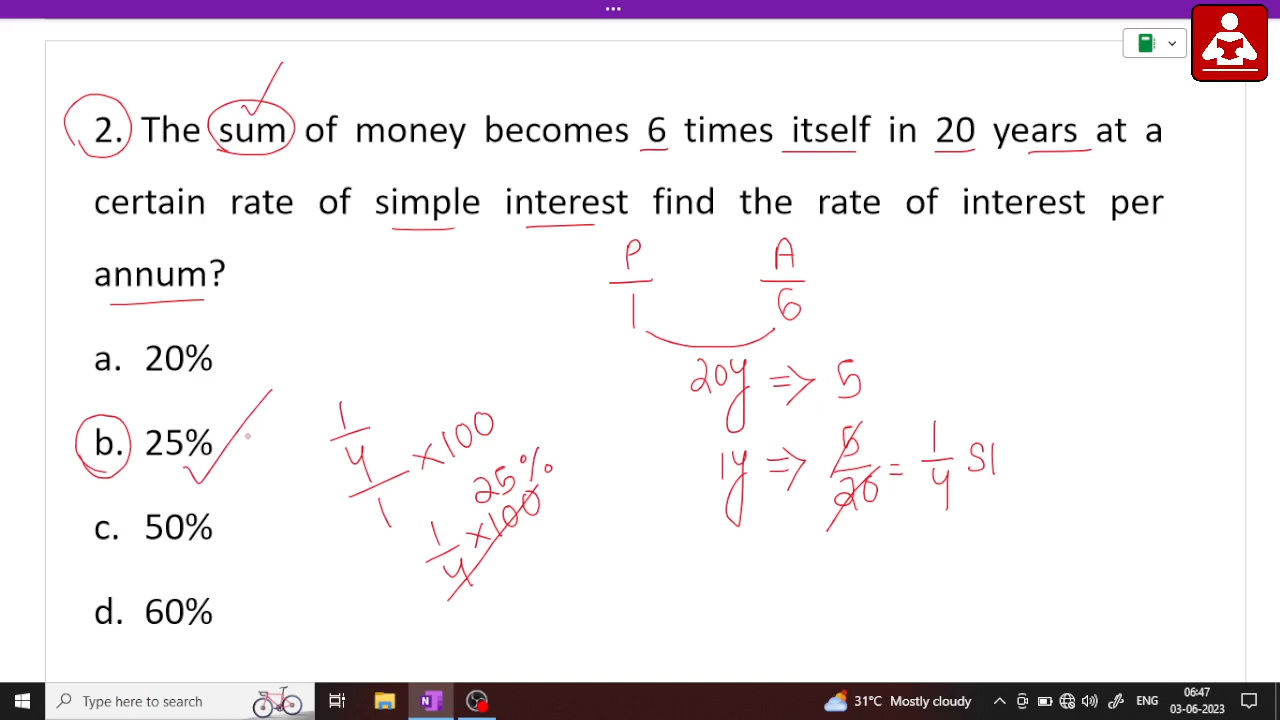 2. The sum of money becomes 6 times itself in 20 years at a
certain rate of simple interest find the rate of interest per
annum?
P A
1 6
a. 20%
20y => 5
b. 25%
1/4/1 × 100
1y => 5/20 = 1/4 SI
25%
1/4 × 100
c. 50%
d. 60%
Type here to search
31°C Mostly cloudy
ENG
06:47
03-06-2023